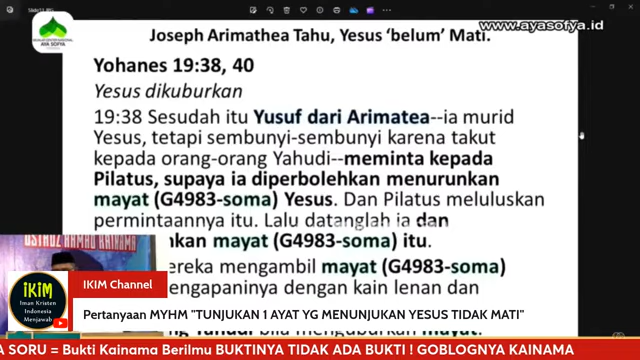 Slide11.JPG
www.ayasofya.id
AYA SOFYA
Joseph Arimathea Tahu, Yesus ‘belum’ Mati.
Yohanes 19:38, 40
Yesus dikuburkan
19:38 Sesudah itu Yusuf dari Arimatea--ia murid
Yesus, tetapi sembunyi-sembunyi karena takut
kepada orang-orang Yahudi--meminta kepada
Pilatus, supaya ia diperbolehkan menurunkan
mayat (G4983-soma) Yesus. Dan Pilatus meluluskan
permintaannya itu. Lalu datanglah ia dan
kan mayat (G4983-soma) itu.
ereka mengambil mayat (G4983-soma)
engapaninya dengan kain lenan dan
USTADZ AHMAD KAINAMA
IKIM
Iman Kristen
Indonesia
Menjawab
IKIM Channel
Pertanyaan MYHM "TUNJUKAN 1 AYAT YG MENUNJUKAN YESUS TIDAK MATI"
A SORU = Bukti Kainama Berilmu BUKTINYA TIDAK ADA BUKTI ! GOBLOGNYA KAINAMA